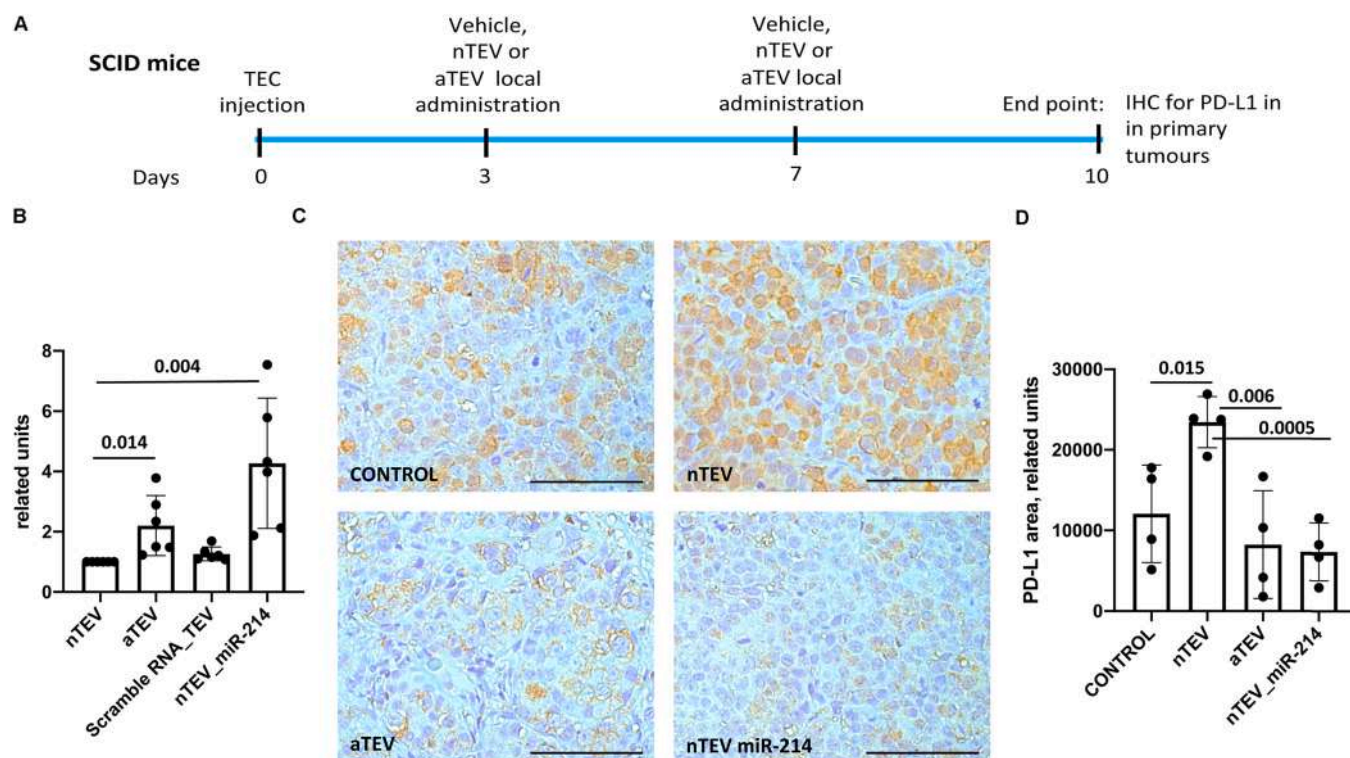 A
SCID mice
TEC
injection
Vehicle,
nTEV or
aTEV local
administration
Vehicle,
nTEV or
aTEV local
administration
End point:
IHC for PD-L1 in
in primary
tumours
Days
0
3
7
10
B
related units
8
6
4
2
0
0.004
0.014
nTEV
aTEV
Scramble RNA_TEV
nTEV_miR-214
C
CONTROL
nTEV
aTEV
nTEV miR-214
D
PD-L1 area, related units
30000
20000
10000
0
0.015
0.006
0.0005
CONTROL
nTEV
aTEV
nTEV_miR-214